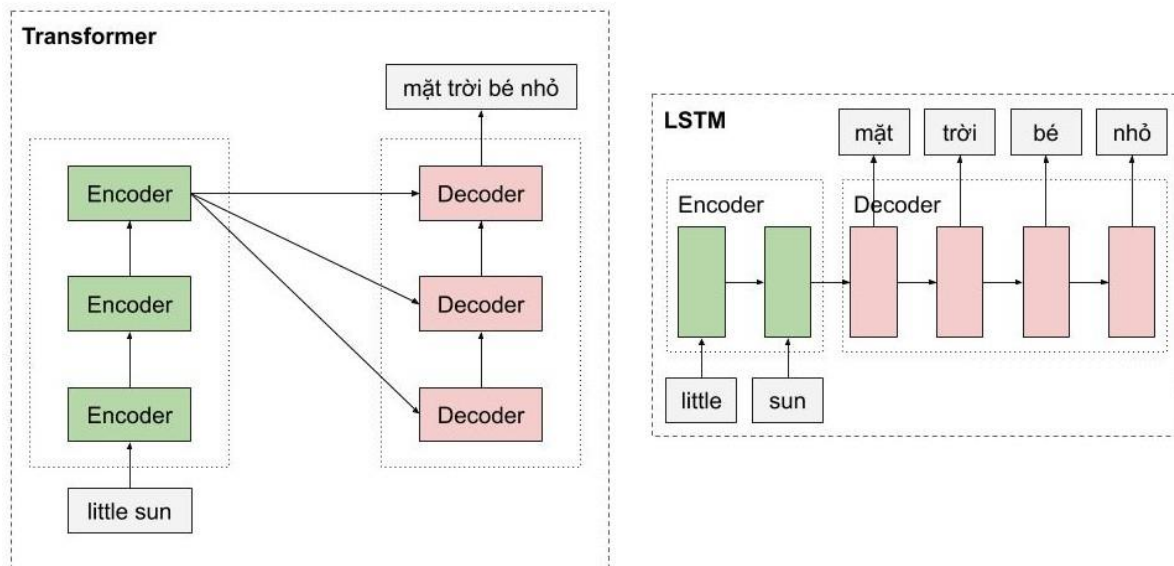 Transformer
mặt trời bé nhỏ
Encoder
Decoder
Encoder
Decoder
Encoder
Decoder
little sun
LSTM
mặt
trời
bé
nhỏ
Encoder
Decoder
little
sun